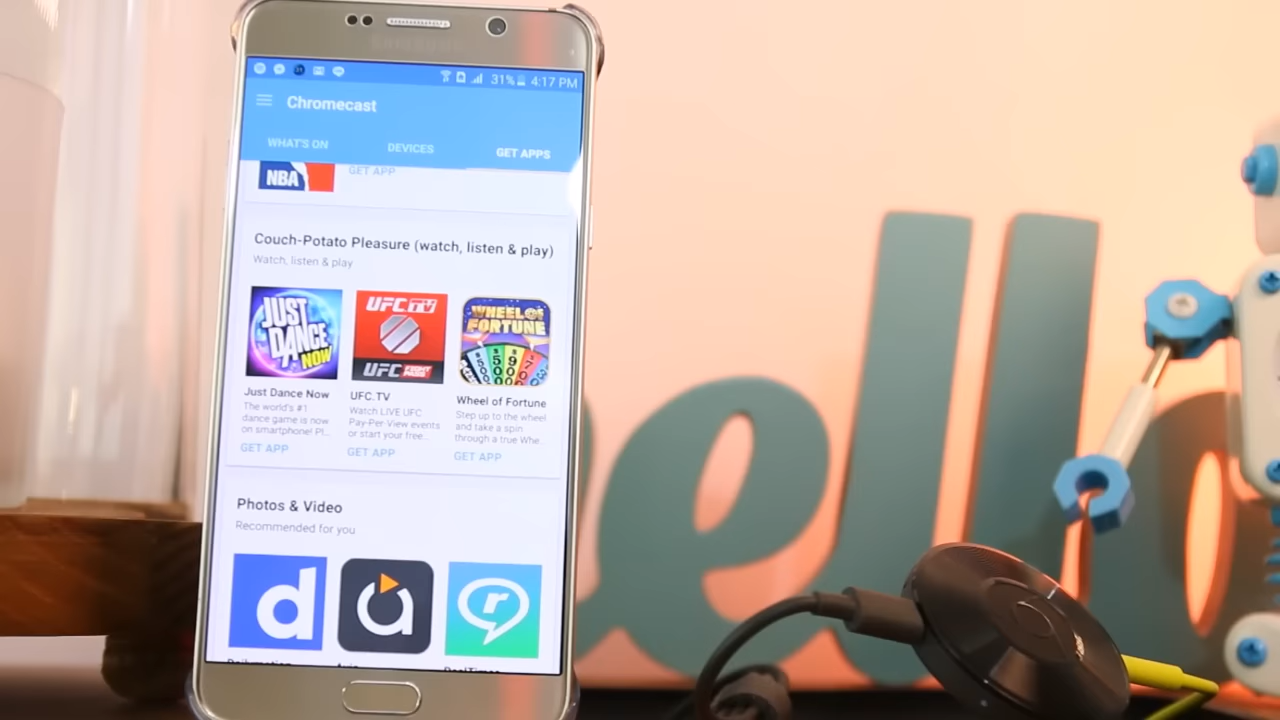 SAMSUNG
31% 4:17 PM
Chromecast
WHAT'S ON DEVICES GET APPS
NBA GET APP
Couch-Potato Pleasure (watch, listen & play)
Watch, listen & play
JUST DANCE NOW
UFC TV
UFC FIGHT PASS
WHEEL OF FORTUNE
Just Dance Now
The world's #1
dance game is now
on smartphone! Pl...
GET APP
UFC.TV
Watch LIVE UFC
Pay-Per-View events
or start your free...
GET APP
Wheel of Fortune
Step up to the wheel
and take a spin
through a true Whe...
GET APP
Photos & Video
Recommended for you
d
a
r
Dailymotion
RealTimes
hello